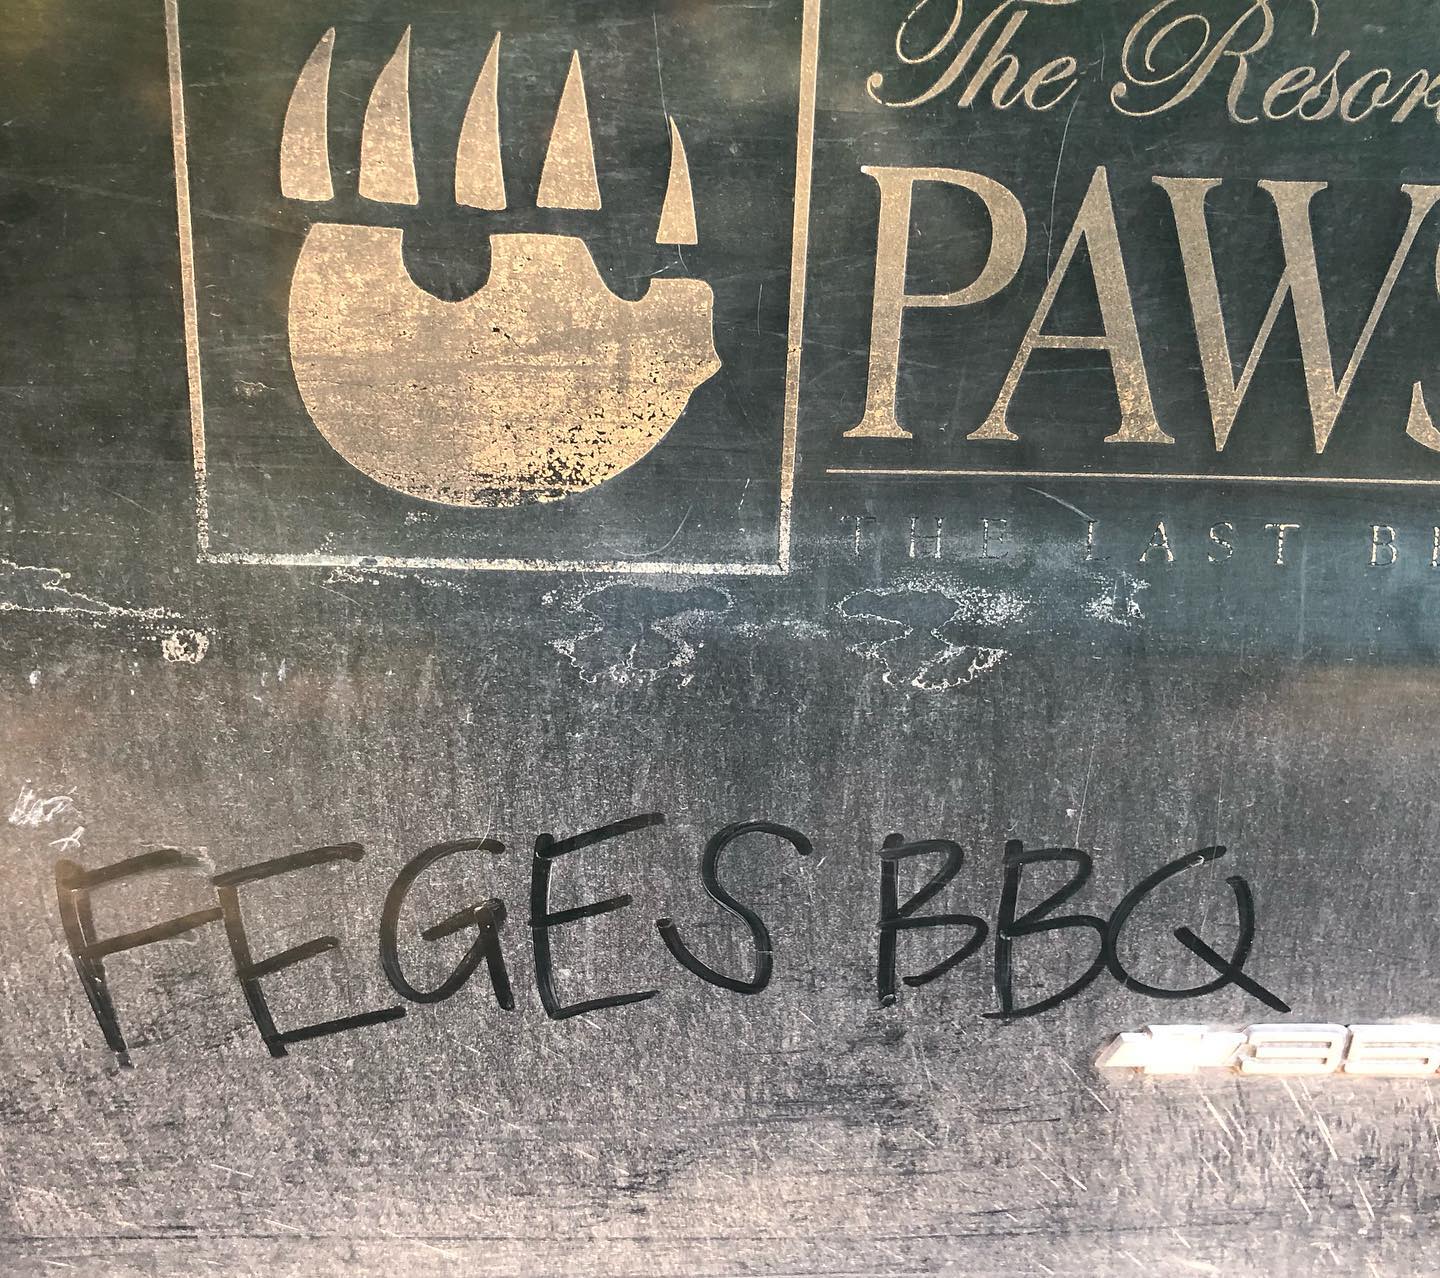 The Resor
PAWS
THE LAST B
FEGES BBQ